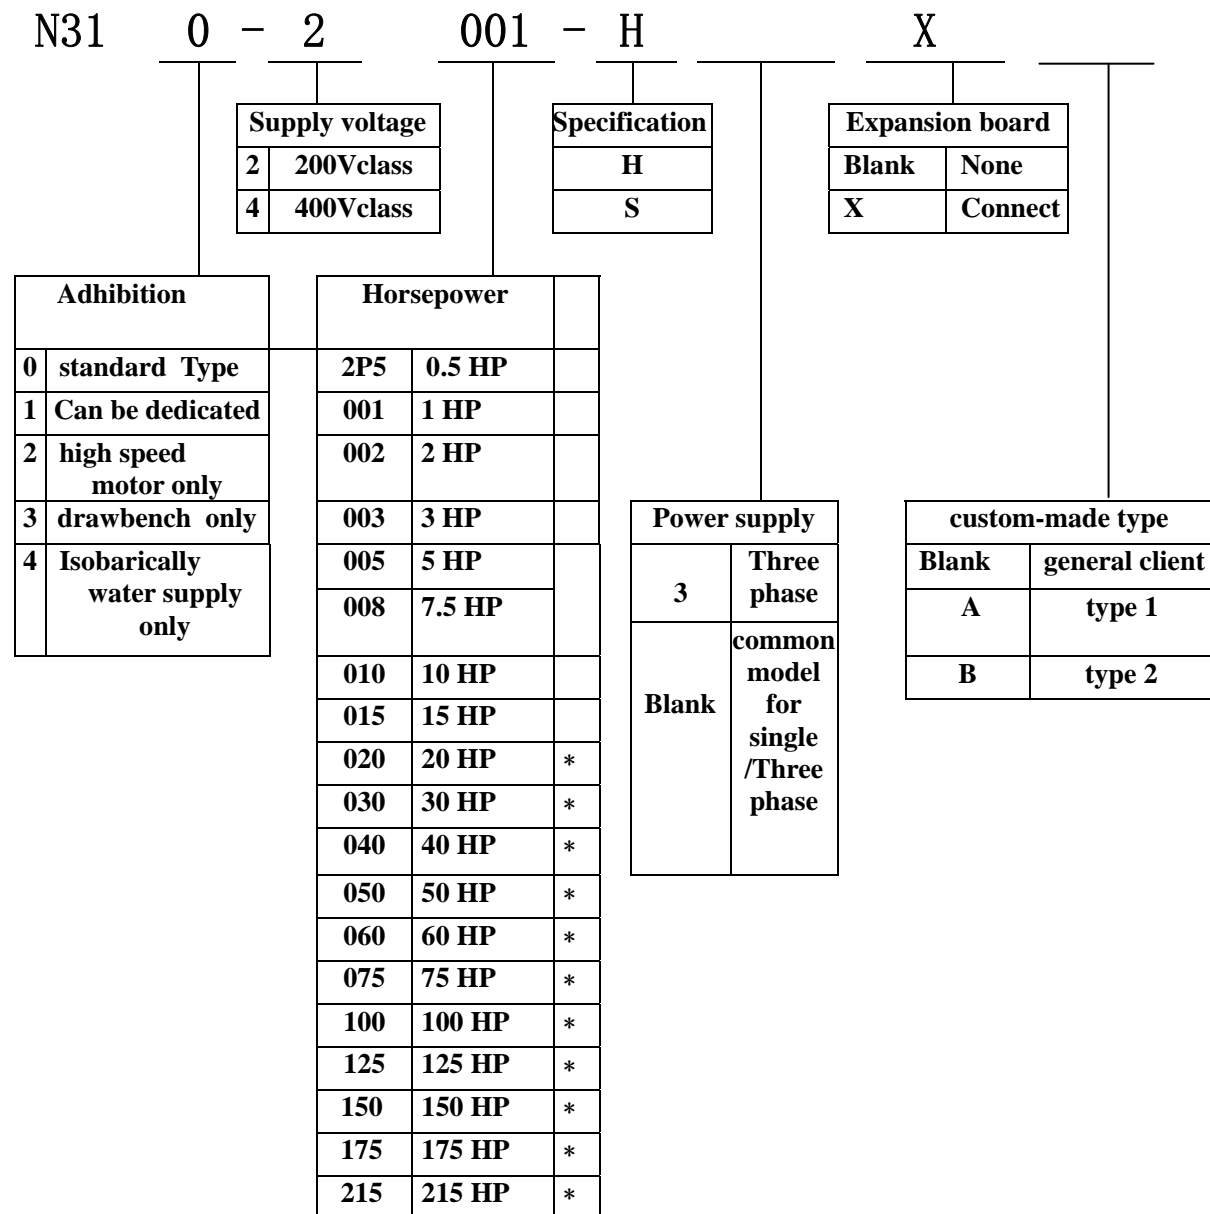 N31 0 - 2 001 - H X
Supply voltage
2 200Vclass
4 400Vclass
Specification
H
S
Expansion board
Blank None
X Connect
Adhibition
0 standard Type
1 Can be dedicated
2 high speed
motor only
3 drawbench only
4 Isobarically
water supply
only
Horsepower
2P5 0.5 HP
001 1 HP
002 2 HP
003 3 HP
005 5 HP
008 7.5 HP
010 10 HP
015 15 HP
020 20 HP *
030 30 HP *
040 40 HP *
050 50 HP *
060 60 HP *
075 75 HP *
100 100 HP *
125 125 HP *
150 150 HP *
175 175 HP *
215 215 HP *
Power supply
3 Three
phase
Blank common
model
for
single
/Three
phase
custom-made type
Blank general client
A type 1
B type 2